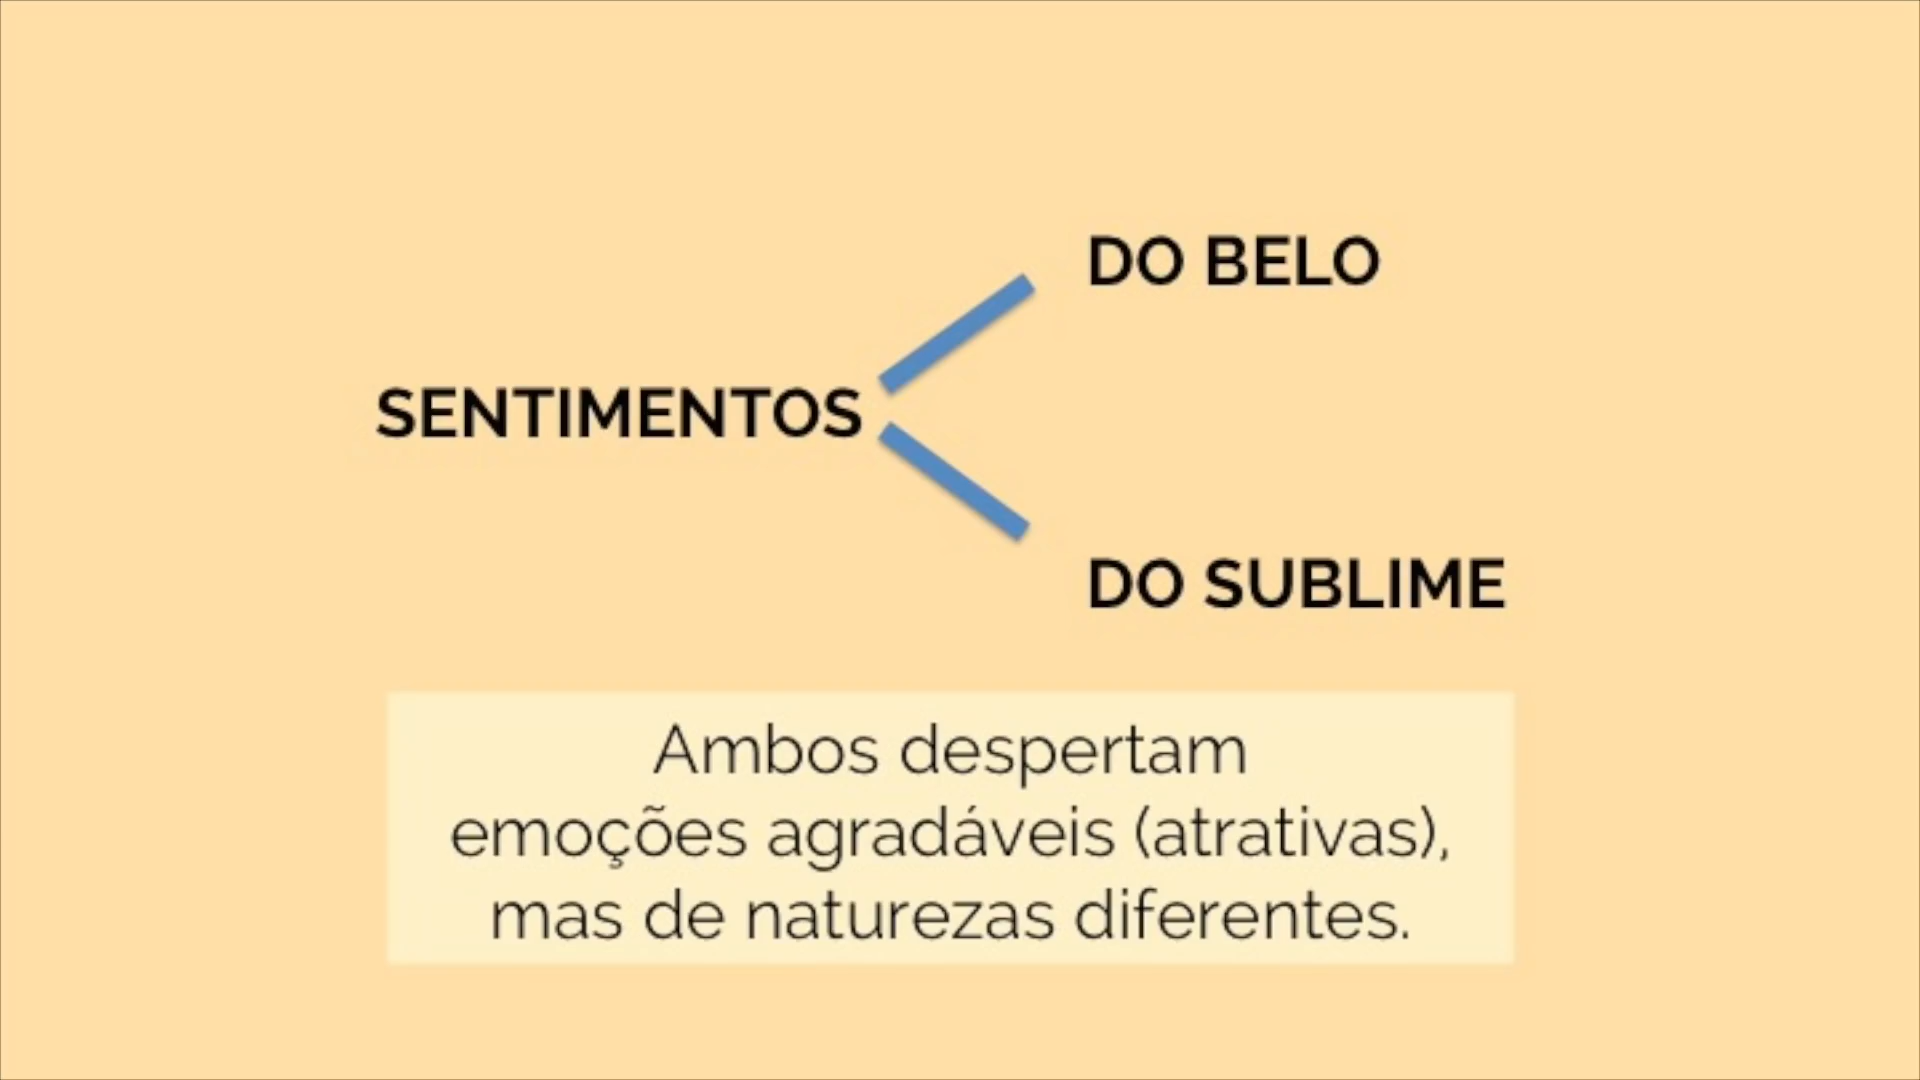 DO BELO
SENTIMENTOS
DO SUBLIME
Ambos despertam
emoções agradáveis (atrativas),
mas de naturezas diferentes.